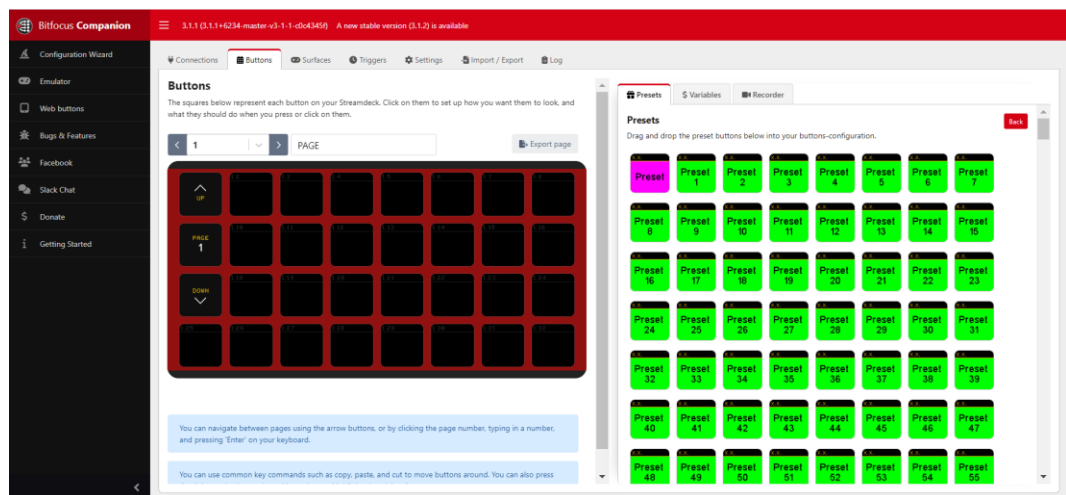 Bitfocus Companion
3.1.1 (3.1.1+6234-master-v3-1-1-c0c4345f) A new stable version (3.1.2) is available
Configuration Wizard
Emulator
Web buttons
Bugs & Features
Facebook
Slack Chat
Donate
Getting Started
Connections Buttons Surfaces Triggers Settings Import / Export Log
Buttons
The squares below represent each button on your Streamdeck. Click on them to set up how you want them to look, and
what they should do when you press or click on them.
1 PAGE Export page
UP
PAGE
1
DOWN
You can navigate between pages using the arrow buttons, or by clicking the page number, typing in a number,
and pressing 'Enter' on your keyboard.
You can use common key commands such as copy, paste, and cut to move buttons around. You can also press
Presets $ Variables Recorder
Presets Back
Drag and drop the preset buttons below into your buttons-configuration.
Preset Preset 1 Preset 2 Preset 3 Preset 4 Preset 5 Preset 6 Preset 7
Preset 8 Preset 9 Preset 10 Preset 11 Preset 12 Preset 13 Preset 14 Preset 15
Preset 16 Preset 17 Preset 18 Preset 19 Preset 20 Preset 21 Preset 22 Preset 23
Preset 24 Preset 25 Preset 26 Preset 27 Preset 28 Preset 29 Preset 30 Preset 31
Preset 32 Preset 33 Preset 34 Preset 35 Preset 36 Preset 37 Preset 38 Preset 39
Preset 40 Preset 41 Preset 42 Preset 43 Preset 44 Preset 45 Preset 46 Preset 47
Preset 48 Preset 49 Preset 50 Preset 51 Preset 52 Preset 53 Preset 54 Preset 55